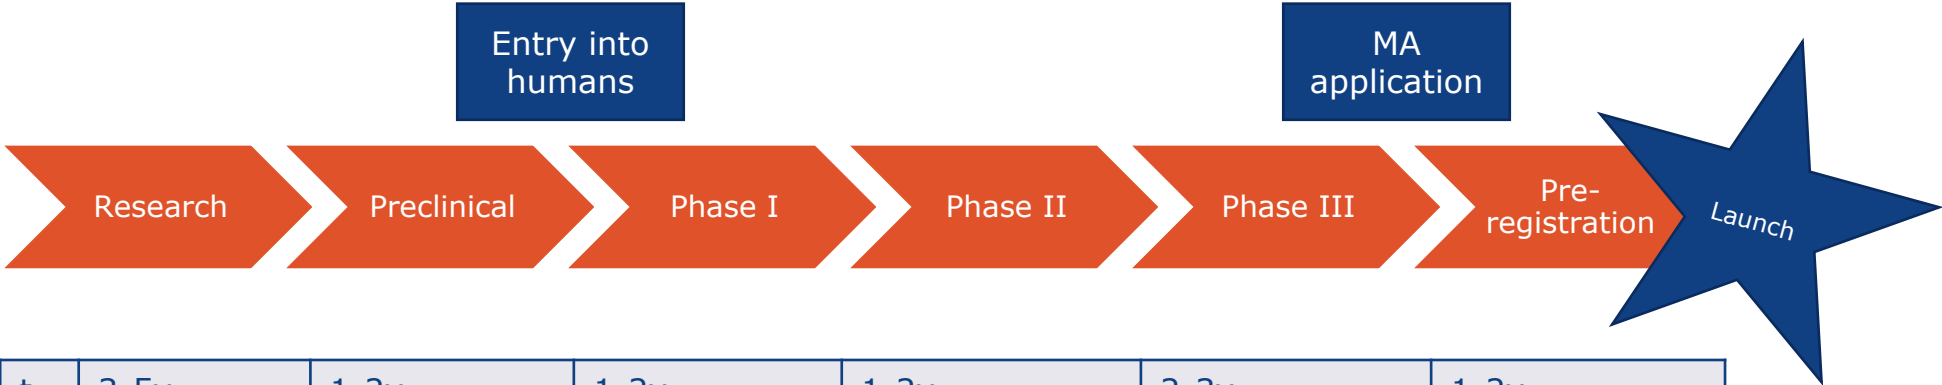 Entry into
humans
MA
application
Research
Preclinical
Phase I
Phase II
Phase III
Pre-
registration
Launch